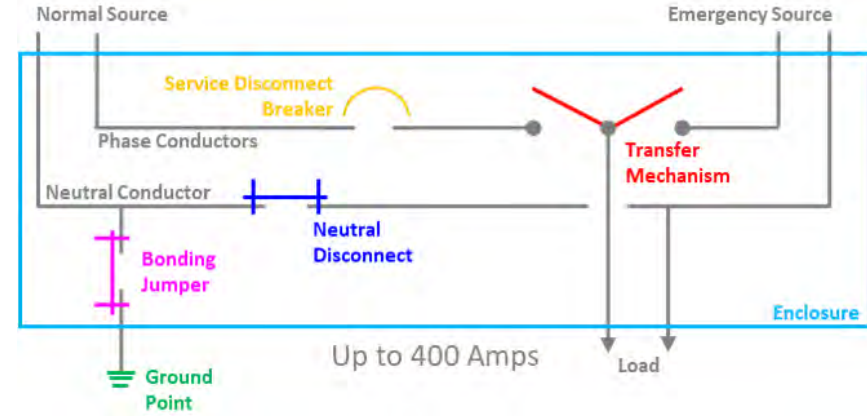 Normal Source
Emergency Source
Service Disconnect
Breaker
Phase Conductors
Transfer
Mechanism
Neutral Conductor
Neutral
Disconnect
Bonding
Jumper
Enclosure
Up to 400 Amps
Load
Ground
Point